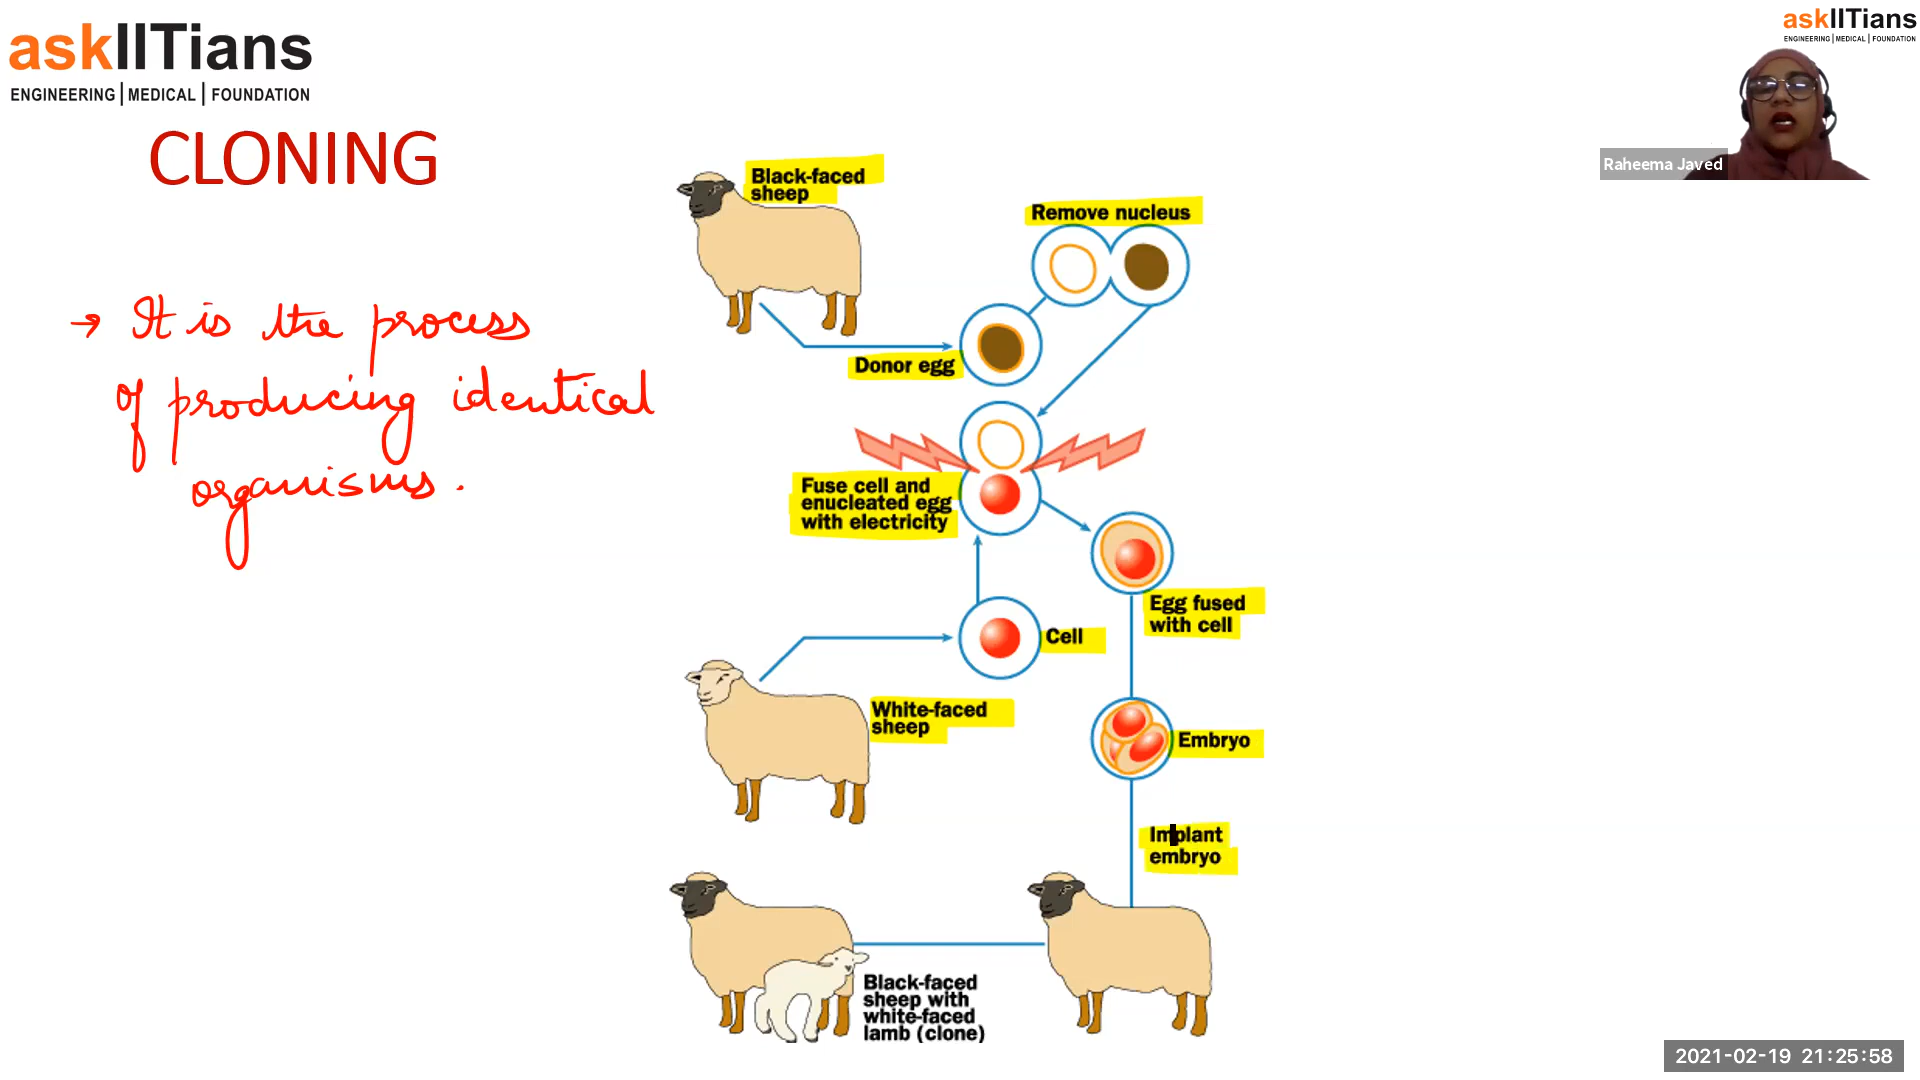 askIITians
ENGINEERING | MEDICAL | FOUNDATION
askIITians
ENGINEERING | MEDICAL | FOUNDATION
Raheema Javed
CLONING
→ It is the process
of producing identical
organisms.
Black-faced
sheep
Remove nucleus
Donor egg
Fuse cell and
enucleated egg
with electricity
Egg fused
with cell
Cell
White-faced
sheep
Embryo
Implant
embryo
Black-faced
sheep with
white-faced
lamb (clone)
2021-02-19 21:25:58